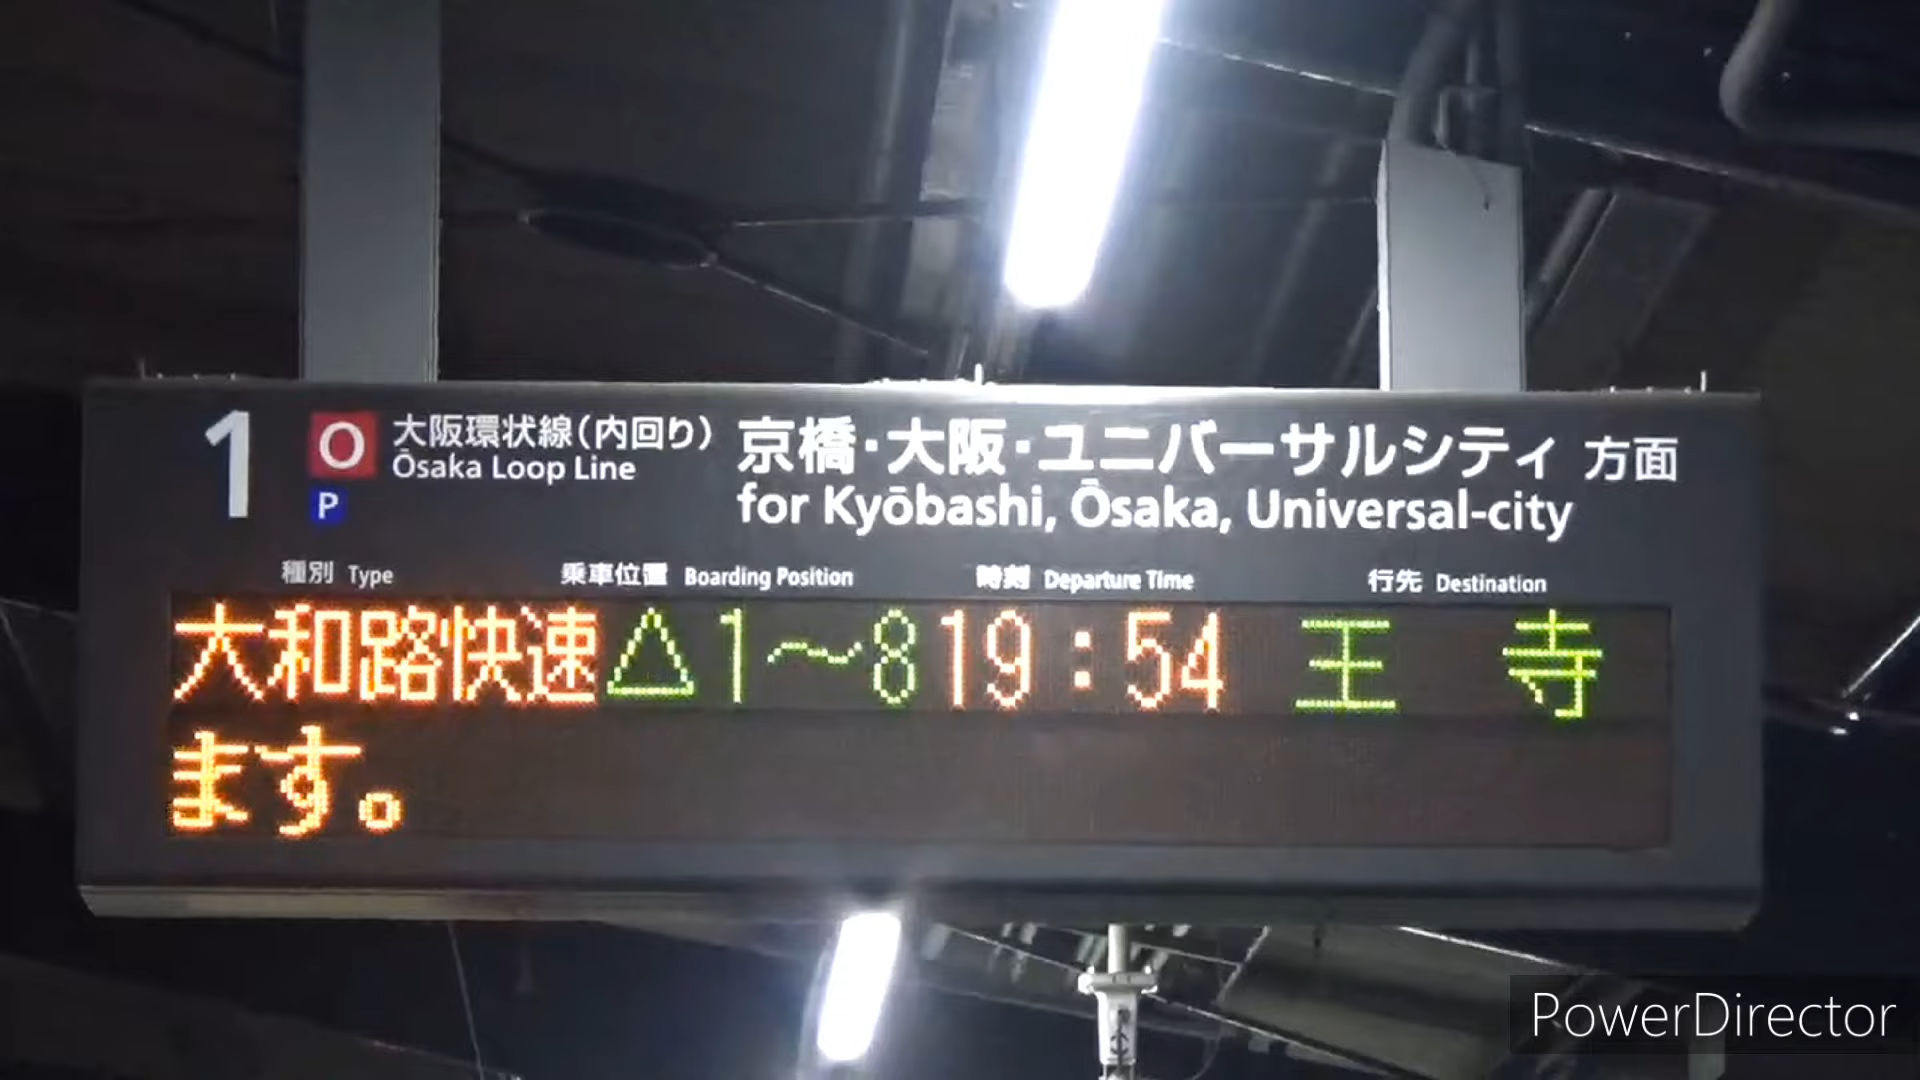 1
O 大阪環状線（内回り）
Ōsaka Loop Line
P
京橋・大阪・ユニバーサルシティ 方面
for Kyōbashi, Ōsaka, Universal-city
種別 Type 乗車位置 Boarding Position 時刻 Departure Time 行先 Destination
大和路快速 △1～8 19:54 王 寺
ます。
PowerDirector